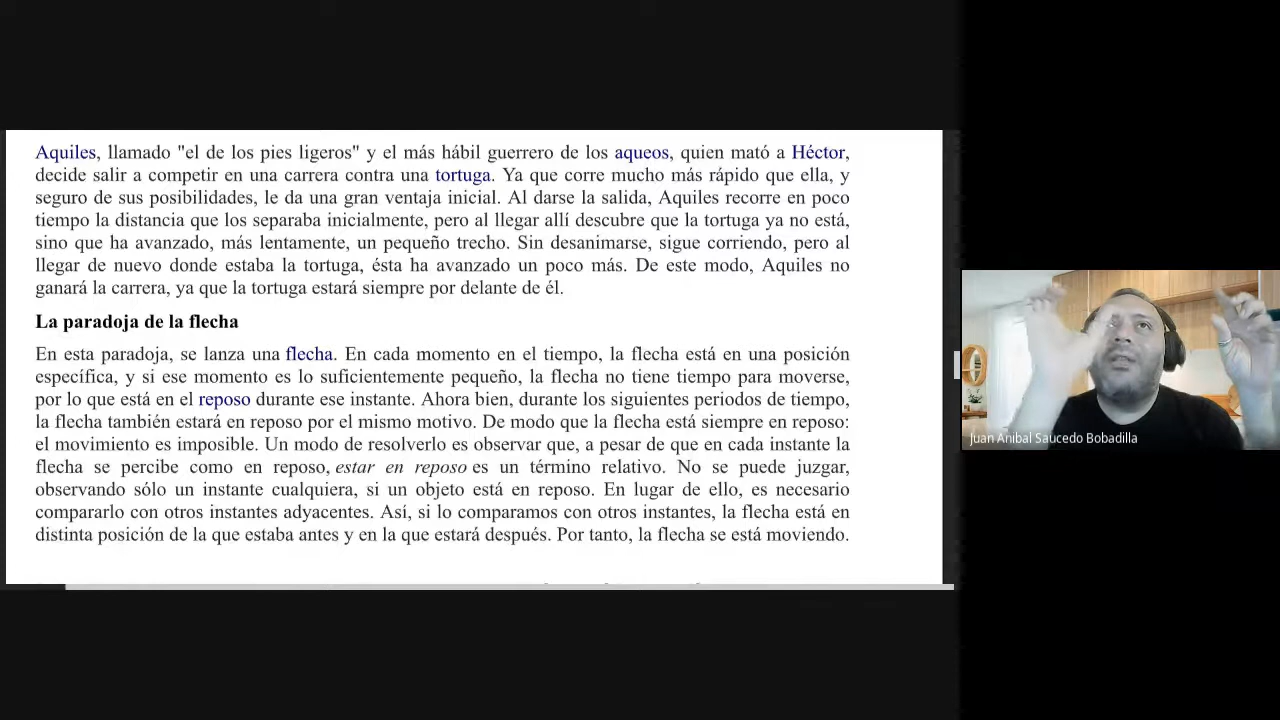 Aquiles, llamado "el de los pies ligeros" y el más hábil guerrero de los aqueos, quien mató a Héctor,
decide salir a competir en una carrera contra una tortuga. Ya que corre mucho más rápido que ella, y
seguro de sus posibilidades, le da una gran ventaja inicial. Al darse la salida, Aquiles recorre en poco
tiempo la distancia que los separaba inicialmente, pero al llegar allí descubre que la tortuga ya no está,
sino que ha avanzado, más lentamente, un pequeño trecho. Sin desanimarse, sigue corriendo, pero al
llegar de nuevo donde estaba la tortuga, ésta ha avanzado un poco más. De este modo, Aquiles no
ganará la carrera, ya que la tortuga estará siempre por delante de él.
La paradoja de la flecha
En esta paradoja, se lanza una flecha. En cada momento en el tiempo, la flecha está en una posición
específica, y si ese momento es lo suficientemente pequeño, la flecha no tiene tiempo para moverse,
por lo que está en el reposo durante ese instante. Ahora bien, durante los siguientes periodos de tiempo,
la flecha también estará en reposo por el mismo motivo. De modo que la flecha está siempre en reposo:
el movimiento es imposible. Un modo de resolverlo es observar que, a pesar de que en cada instante la
flecha se percibe como en reposo, estar en reposo es un término relativo. No se puede juzgar,
observando sólo un instante cualquiera, si un objeto está en reposo. En lugar de ello, es necesario
compararlo con otros instantes adyacentes. Así, si lo comparamos con otros instantes, la flecha está en
distinta posición de la que estaba antes y en la que estará después. Por tanto, la flecha se está moviendo.
Juan Anibal Saucedo Bobadilla